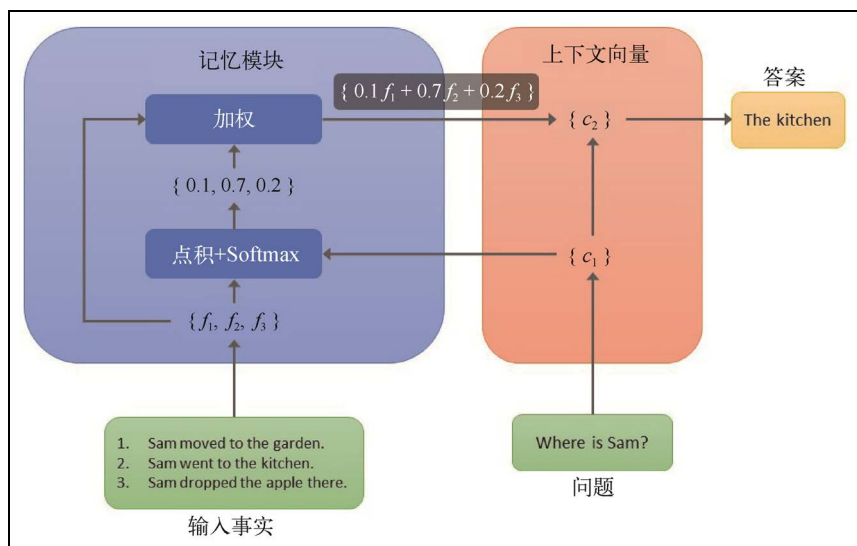 记忆模块
上下文向量
答案
{ 0.1 f₁ + 0.7 f₂ + 0.2 f₃ }
加权
{ c₂ }
The kitchen
{ 0.1, 0.7, 0.2 }
点积+Softmax
{ c₁ }
{ f₁, f₂, f₃ }
1. Sam moved to the garden.
2. Sam went to the kitchen.
3. Sam dropped the apple there.
输入事实
Where is Sam?
问题